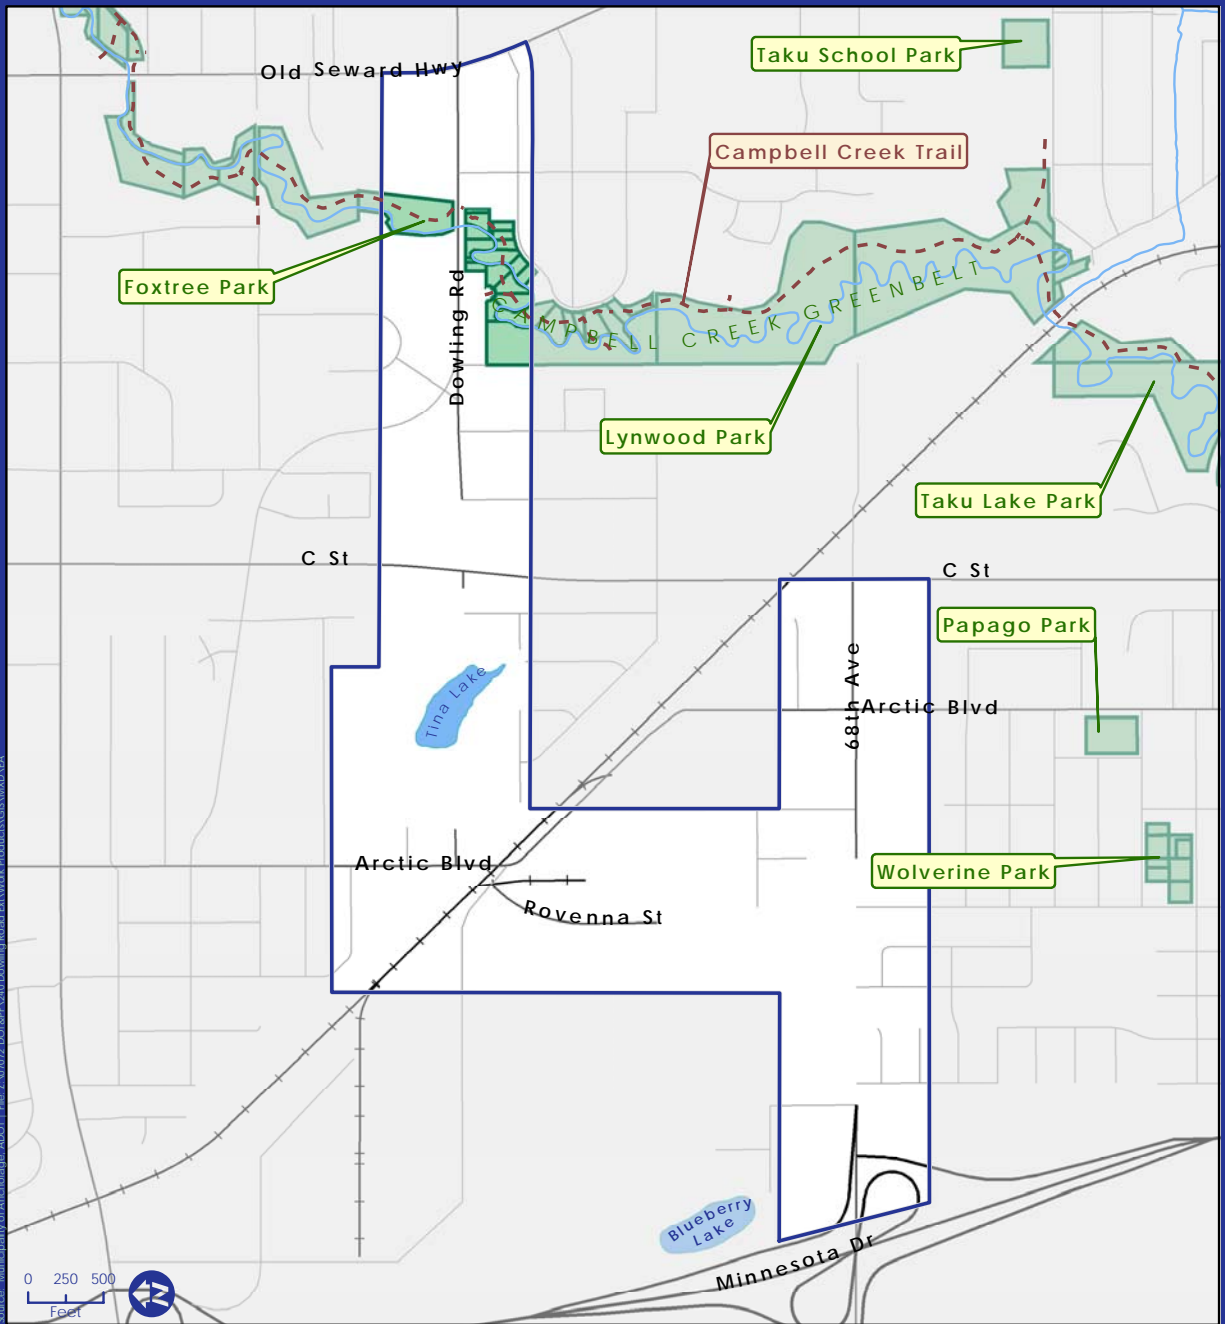 Taku School Park
Old Seward Hwy
Campbell Creek Trail
Foxtree Park
Dowling Rd
CAMPBELL CREEK GREENBELT
Lynwood Park
Taku Lake Park
C St
C St
Papago Park
68th Ave
Tina Lake
Arctic Blvd
Arctic Blvd
Wolverine Park
Rovenna St
Blueberry
Lake
Minnesota Dr
0 250 500
Feet
N